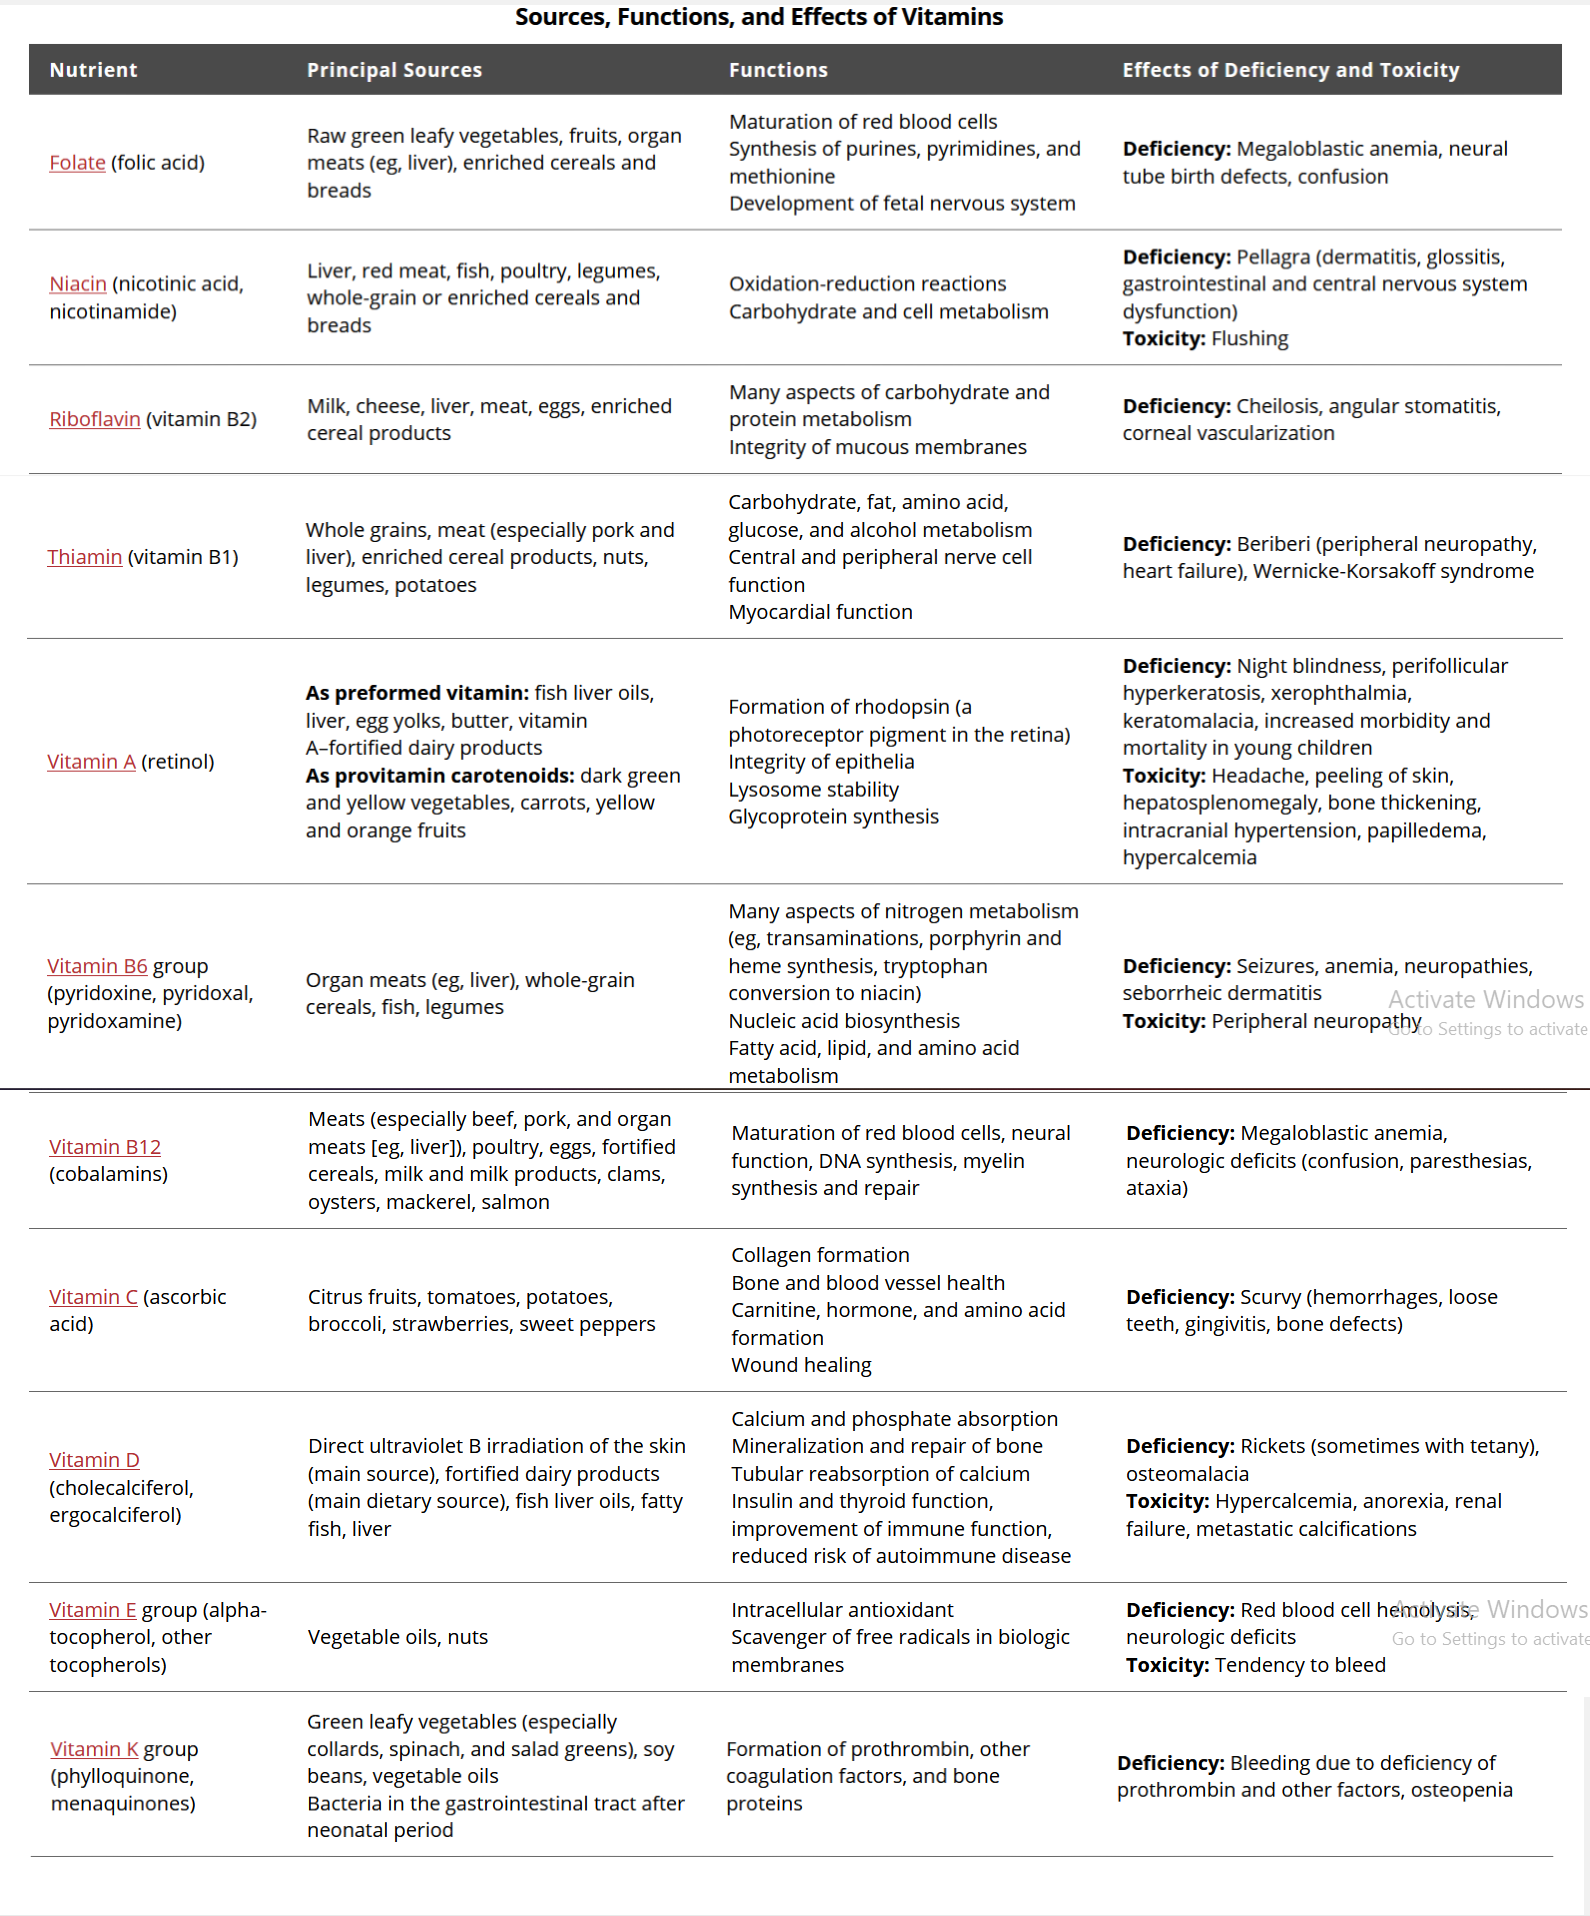 Sources, Functions, and Effects of Vitamins
Nutrient
Principal Sources
Functions
Effects of Deficiency and Toxicity
Folate (folic acid)
Raw green leafy vegetables, fruits, organ
meats (eg, liver), enriched cereals and
breads
Maturation of red blood cells
Synthesis of purines, pyrimidines, and
methionine
Development of fetal nervous system
Deficiency: Megaloblastic anemia, neural
tube birth defects, confusion
Niacin (nicotinic acid,
nicotinamide)
Liver, red meat, fish, poultry, legumes,
whole-grain or enriched cereals and
breads
Oxidation-reduction reactions
Carbohydrate and cell metabolism
Deficiency: Pellagra (dermatitis, glossitis,
gastrointestinal and central nervous system
dysfunction)
Toxicity: Flushing
Riboflavin (vitamin B2)
Milk, cheese, liver, meat, eggs, enriched
cereal products
Many aspects of carbohydrate and
protein metabolism
Integrity of mucous membranes
Deficiency: Cheilosis, angular stomatitis,
corneal vascularization
Thiamin (vitamin B1)
Whole grains, meat (especially pork and
liver), enriched cereal products, nuts,
legumes, potatoes
Carbohydrate, fat, amino acid,
glucose, and alcohol metabolism
Central and peripheral nerve cell
function
Myocardial function
Deficiency: Beriberi (peripheral neuropathy,
heart failure), Wernicke-Korsakoff syndrome
Vitamin A (retinol)
As preformed vitamin: fish liver oils,
liver, egg yolks, butter, vitamin
A–fortified dairy products
As provitamin carotenoids: dark green
and yellow vegetables, carrots, yellow
and orange fruits
Formation of rhodopsin (a
photoreceptor pigment in the retina)
Integrity of epithelia
Lysosome stability
Glycoprotein synthesis
Deficiency: Night blindness, perifollicular
hyperkeratosis, xerophthalmia,
keratomalacia, increased morbidity and
mortality in young children
Toxicity: Headache, peeling of skin,
hepatosplenomegaly, bone thickening,
intracranial hypertension, papilledema,
hypercalcemia
Vitamin B6 group
(pyridoxine, pyridoxal,
pyridoxamine)
Organ meats (eg, liver), whole-grain
cereals, fish, legumes
Many aspects of nitrogen metabolism
(eg, transaminations, porphyrin and
heme synthesis, tryptophan
conversion to niacin)
Nucleic acid biosynthesis
Fatty acid, lipid, and amino acid
metabolism
Deficiency: Seizures, anemia, neuropathies,
seborrheic dermatitis
Toxicity: Peripheral neuropathy
Activate Windows
Go to Settings to activate
Vitamin B12
(cobalamins)
Meats (especially beef, pork, and organ
meats [eg, liver]), poultry, eggs, fortified
cereals, milk and milk products, clams,
oysters, mackerel, salmon
Maturation of red blood cells, neural
function, DNA synthesis, myelin
synthesis and repair
Deficiency: Megaloblastic anemia,
neurologic deficits (confusion, paresthesias,
ataxia)
Vitamin C (ascorbic
acid)
Citrus fruits, tomatoes, potatoes,
broccoli, strawberries, sweet peppers
Collagen formation
Bone and blood vessel health
Carnitine, hormone, and amino acid
formation
Wound healing
Deficiency: Scurvy (hemorrhages, loose
teeth, gingivitis, bone defects)
Vitamin D
(cholecalciferol,
ergocalciferol)
Direct ultraviolet B irradiation of the skin
(main source), fortified dairy products
(main dietary source), fish liver oils, fatty
fish, liver
Calcium and phosphate absorption
Mineralization and repair of bone
Tubular reabsorption of calcium
Insulin and thyroid function,
improvement of immune function,
reduced risk of autoimmune disease
Deficiency: Rickets (sometimes with tetany),
osteomalacia
Toxicity: Hypercalcemia, anorexia, renal
failure, metastatic calcifications
Vitamin E group (alpha-
tocopherol, other
tocopherols)
Vegetable oils, nuts
Intracellular antioxidant
Scavenger of free radicals in biologic
membranes
Deficiency: Red blood cell hemolysis,
neurologic deficits
Toxicity: Tendency to bleed
Activate Windows
Go to Settings to activate
Vitamin K group
(phylloquinone,
menaquinones)
Green leafy vegetables (especially
collards, spinach, and salad greens), soy
beans, vegetable oils
Bacteria in the gastrointestinal tract after
neonatal period
Formation of prothrombin, other
coagulation factors, and bone
proteins
Deficiency: Bleeding due to deficiency of
prothrombin and other factors, osteopenia